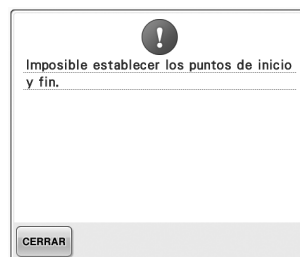 Imposible establecer los puntos de inicio
y fin.
CERRAR